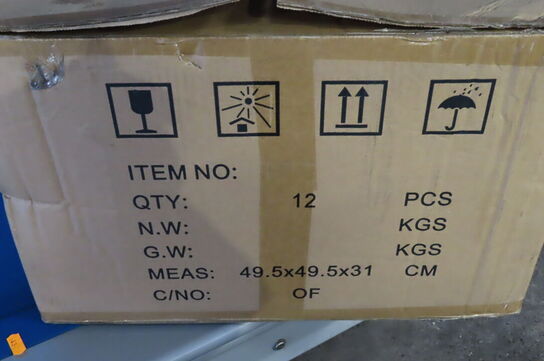 ITEM NO:
QTY: 12 PCS
N.W: KGS
G.W: KGS
MEAS: 49.5x49.5x31 CM
C/NO: OF